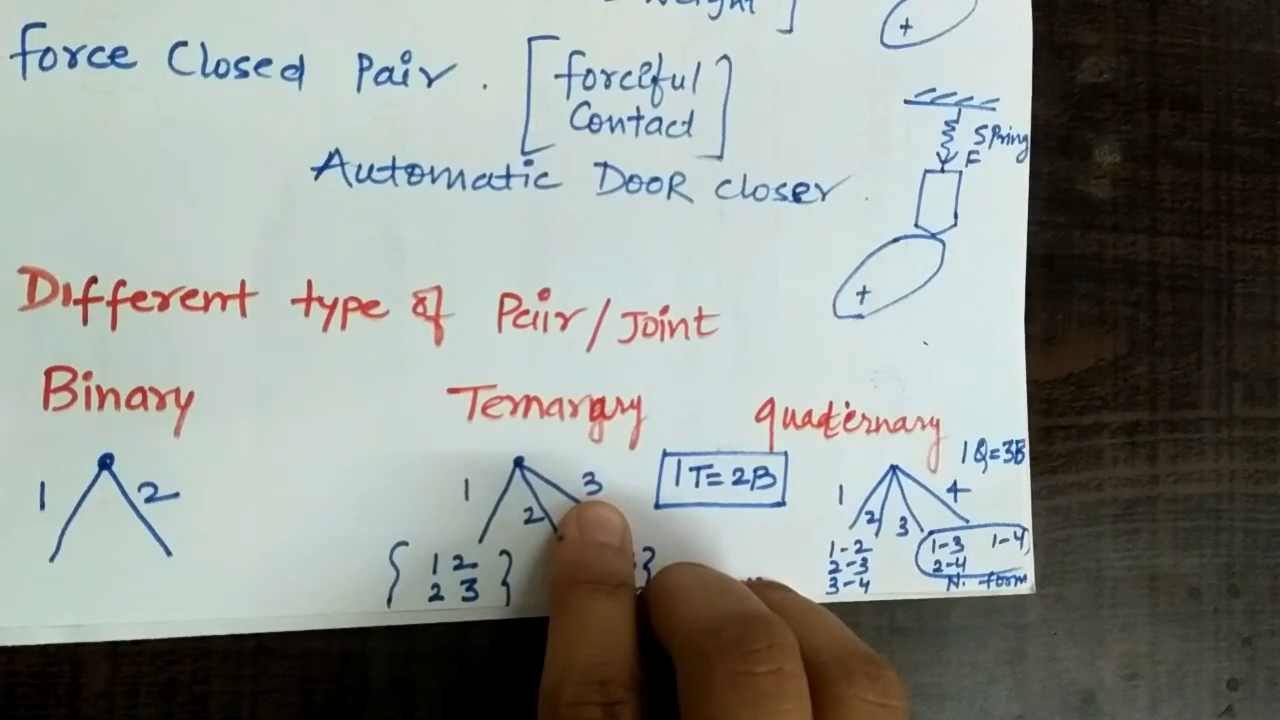 Weight ]
Force Closed Pair . [ forceful
Contact ]
Spring
F
Automatic Door closer .
Different type of Pair/Joint
Binary
Ternary
quaternary
1 2
1 2 3
1T=2B
1Q=3B
1 2 3 4
{ 1 2
2 3 }
}
1-2
2-3
3-4
1-3 1-4
2-4
N. form